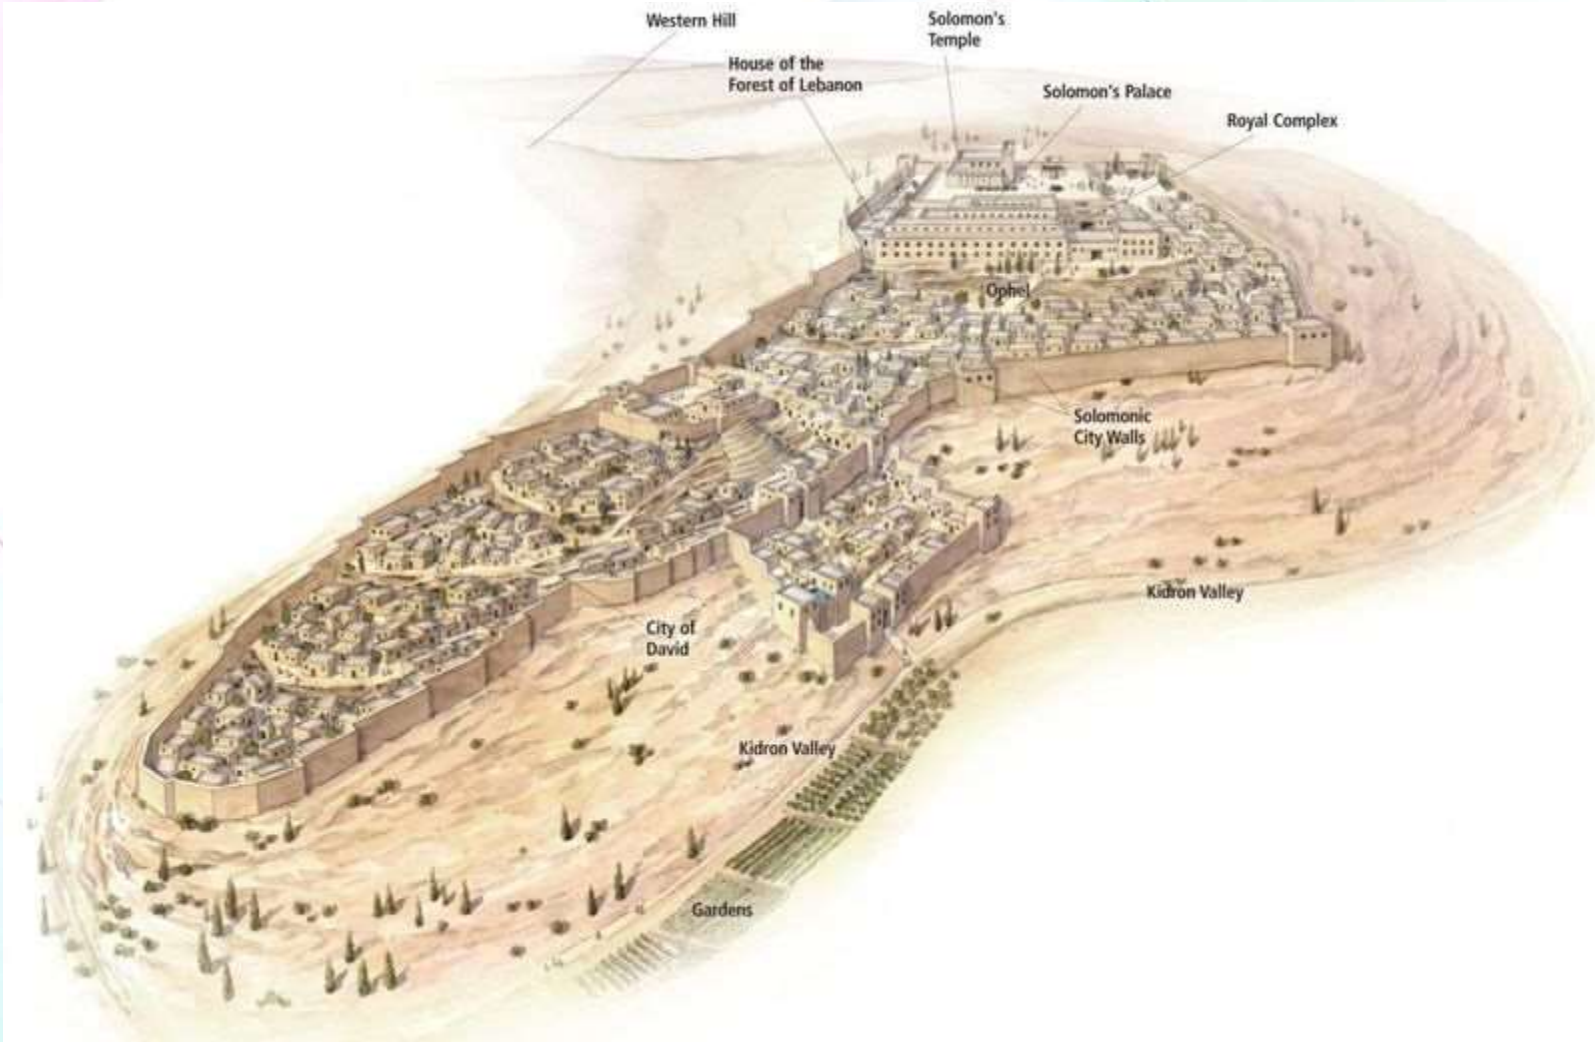 Western Hill
Solomon's
Temple
House of the
Forest of Lebanon
Solomon's Palace
Royal Complex
Ophel
Solomonic
City Walls
Kidron Valley
City of
David
Kidron Valley
Gardens